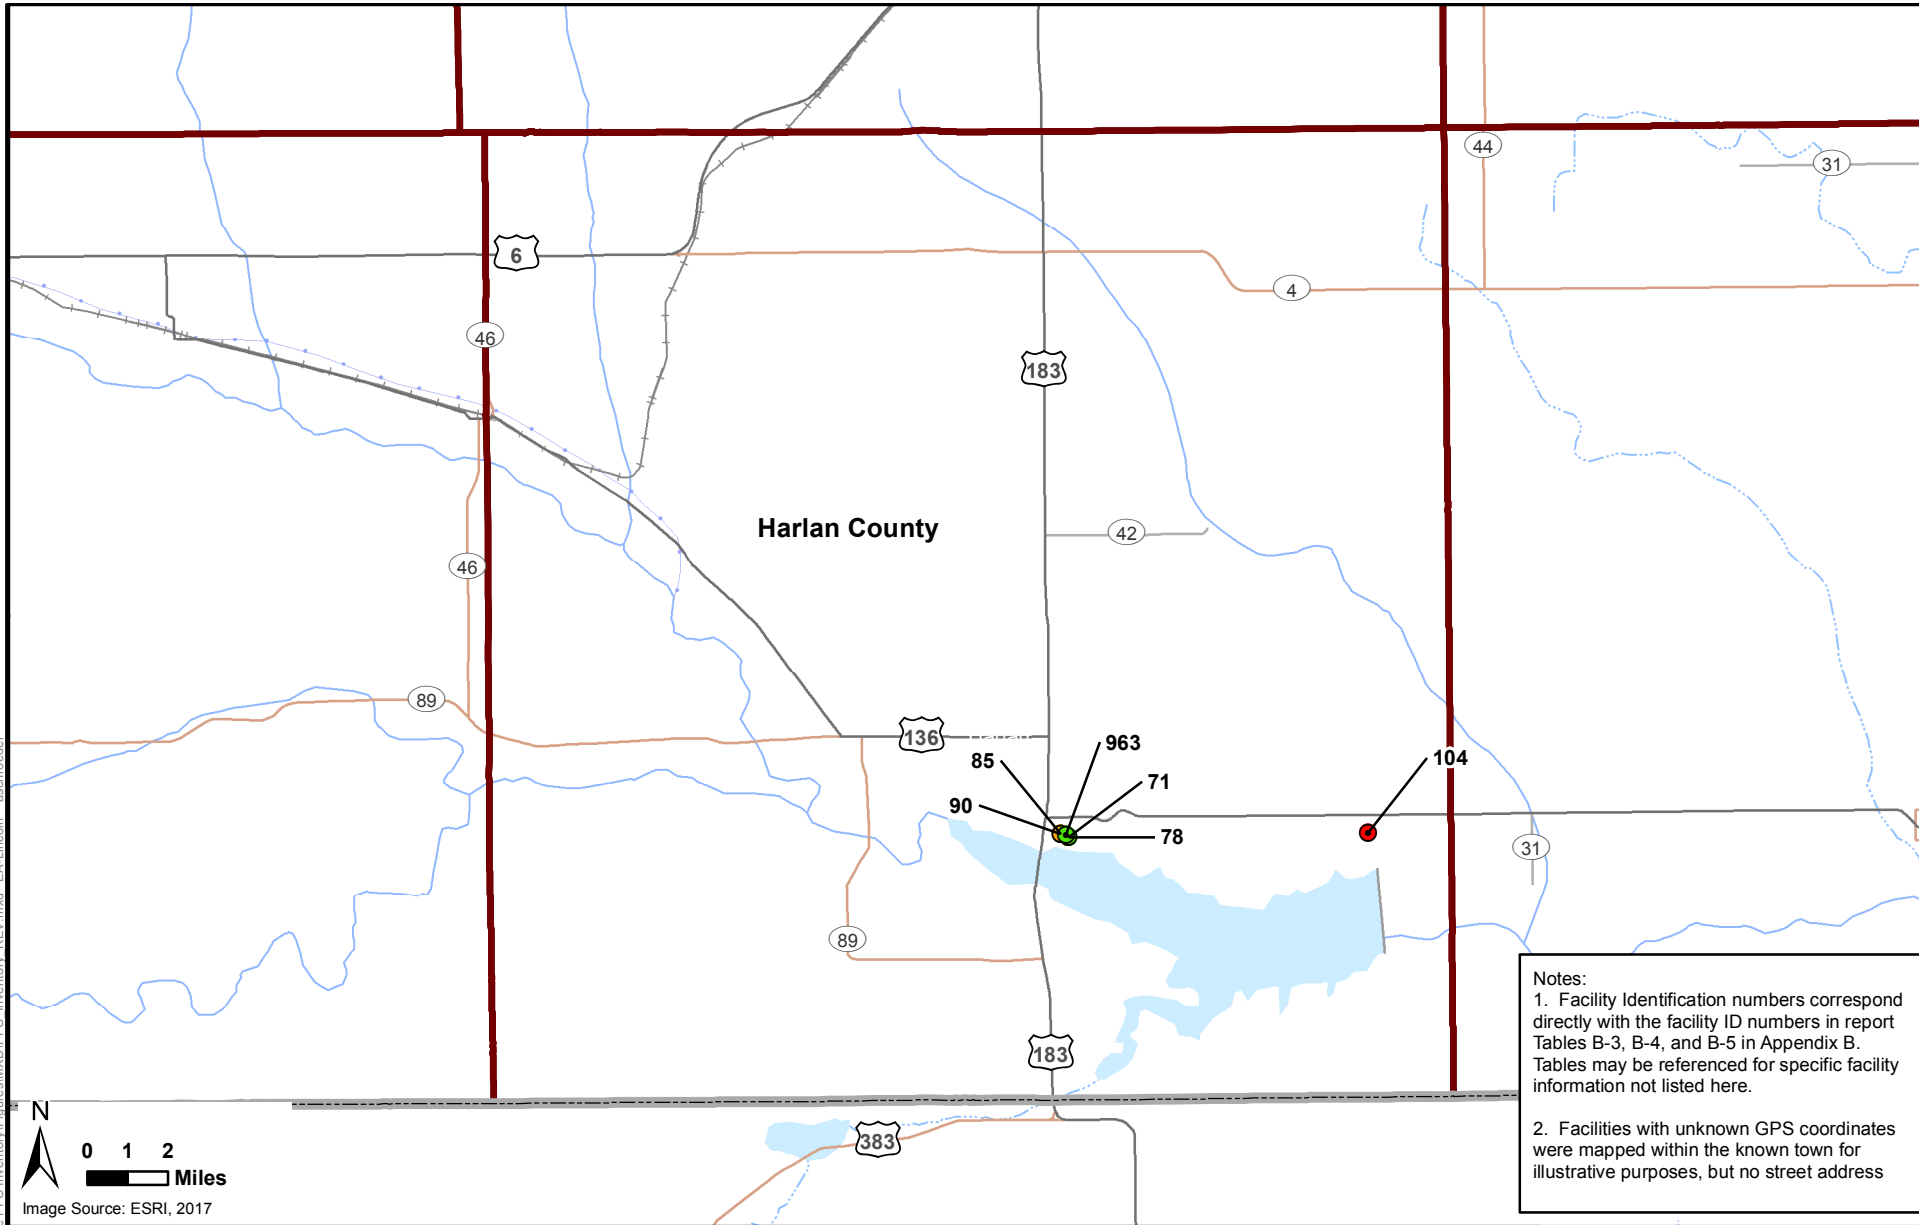 44
31
6
4
46
183
Harlan County
42
46
89
136
963
85
104
71
90
78
31
89
183
383
Notes:
1. Facility Identification numbers correspond
directly with the facility ID numbers in report
Tables B-3, B-4, and B-5 in Appendix B.
Tables may be referenced for specific facility
information not listed here.
2. Facilities with unknown GPS coordinates
were mapped within the known town for
illustrative purposes, but no street address
N
0 1 2
Miles
Image Source: ESRI, 2017